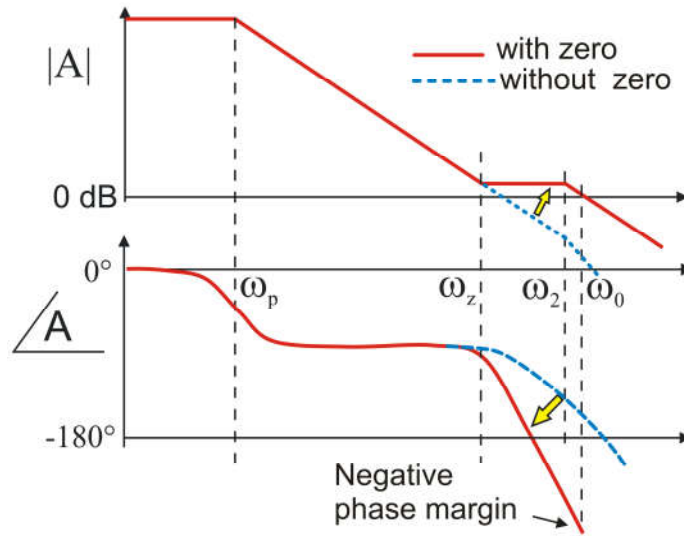 |A|
with zero
without zero
0 dB
0°
ωp
ωz
ω2
ω0
A
-180°
Negative
phase margin